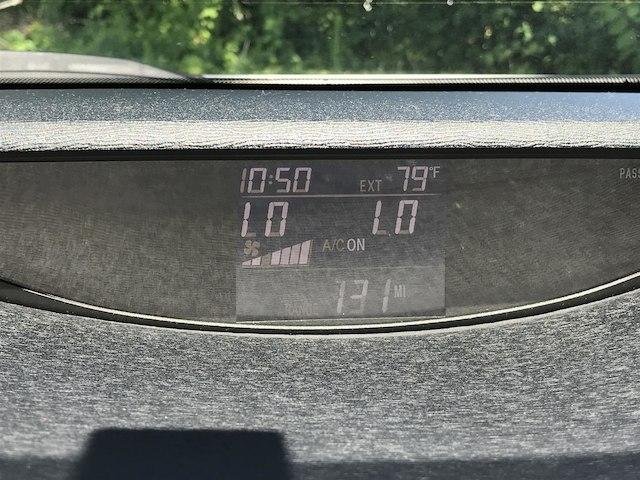 10:50 EXT 79°F
LO LO
A/C ON
131 MI
PASS